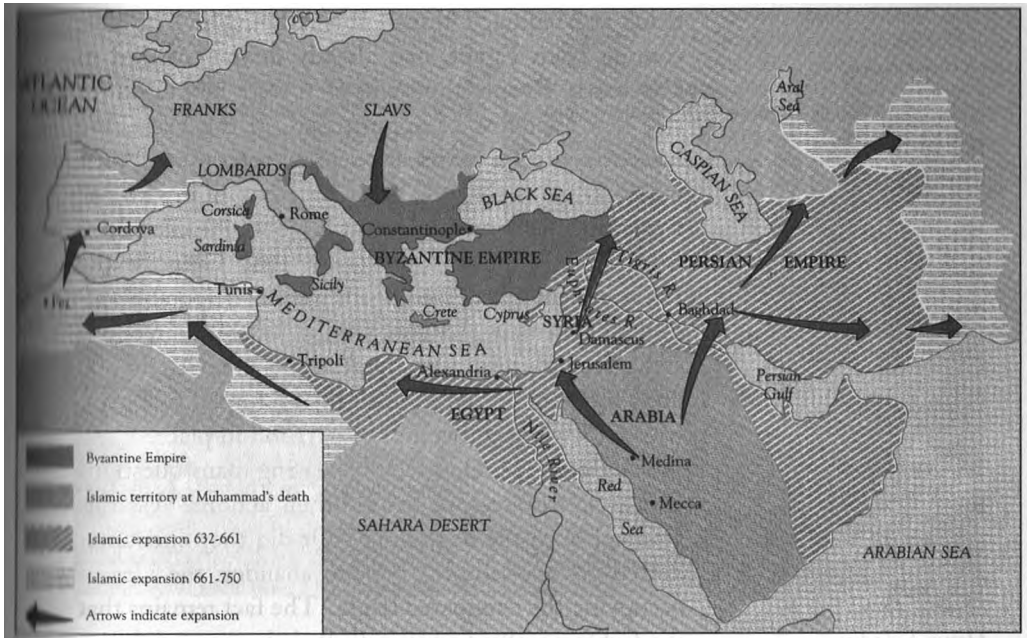 ATLANTIC
OCEAN
FRANKS
SLAVS
Aral
Sea
LOMBARDS
CASPIAN SEA
BLACK SEA
Corsica
Rome
Cordova
Constantinople
Sardinia
BYZANTINE EMPIRE
Tigris R.
PERSIAN EMPIRE
Fez
Tunis
Sicily
Euphrates R.
Baghdad
Crete
Cyprus
SYRIA
MEDITERRANEAN SEA
Damascus
Tripoli
Jerusalem
Alexandria
Persian
Gulf
EGYPT
ARABIA
Nile River
Medina
Red
Sea
Mecca
SAHARA DESERT
ARABIAN SEA
Byzantine Empire
Islamic territory at Muhammad's death
Islamic expansion 632-661
Islamic expansion 661-750
Arrows indicate expansion